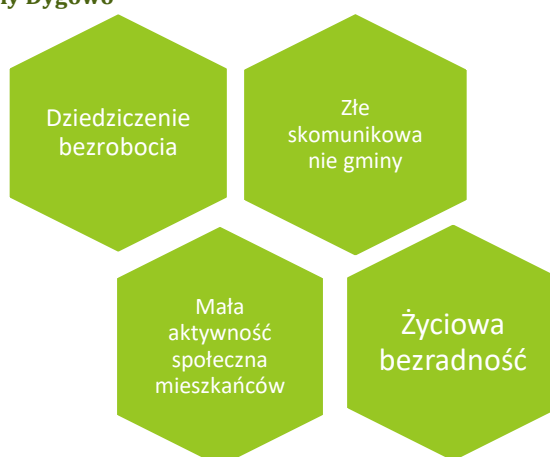 Dygowo
Dziedziczenie
bezrobocia
Złe
skomunikowa
nie gminy
Mała
aktywność
społeczna
mieszkańców
Życiowa
bezradność